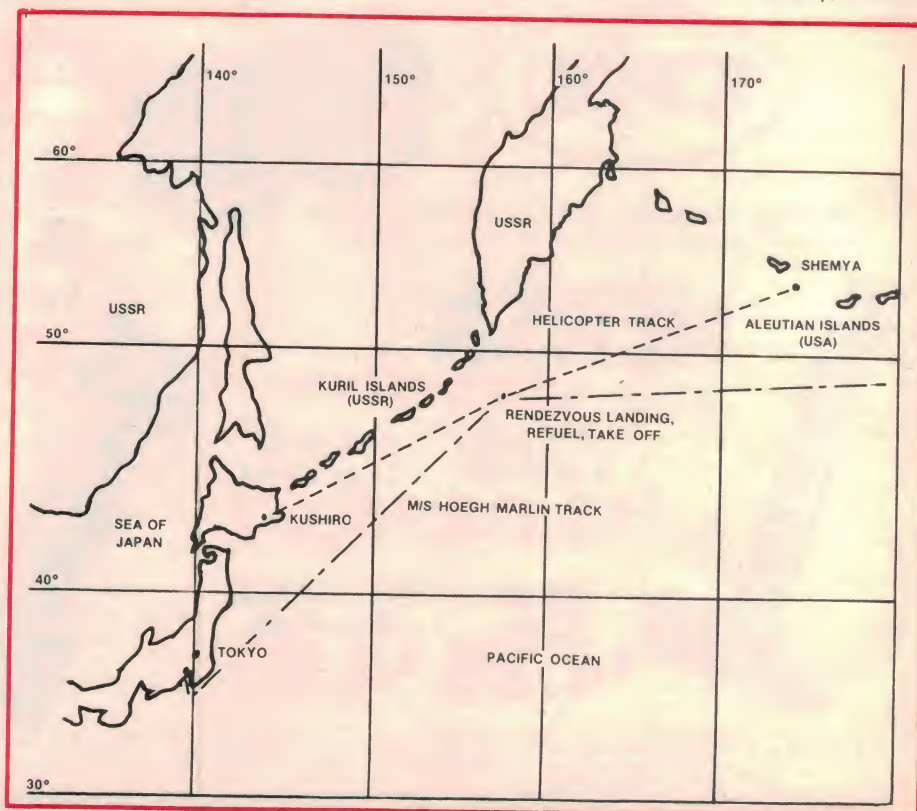 140°
150°
160°
170°
60°
USSR
SHEMYA
USSR
HELICOPTER TRACK
ALEUTIAN ISLANDS
(USA)
50°
KURIL ISLANDS
(USSR)
RENDEZVOUS LANDING,
REFUEL, TAKE OFF
M/S HOEGH MARLIN TRACK
KUSHIRO
SEA OF
JAPAN
40°
TOKYO
PACIFIC OCEAN
30°